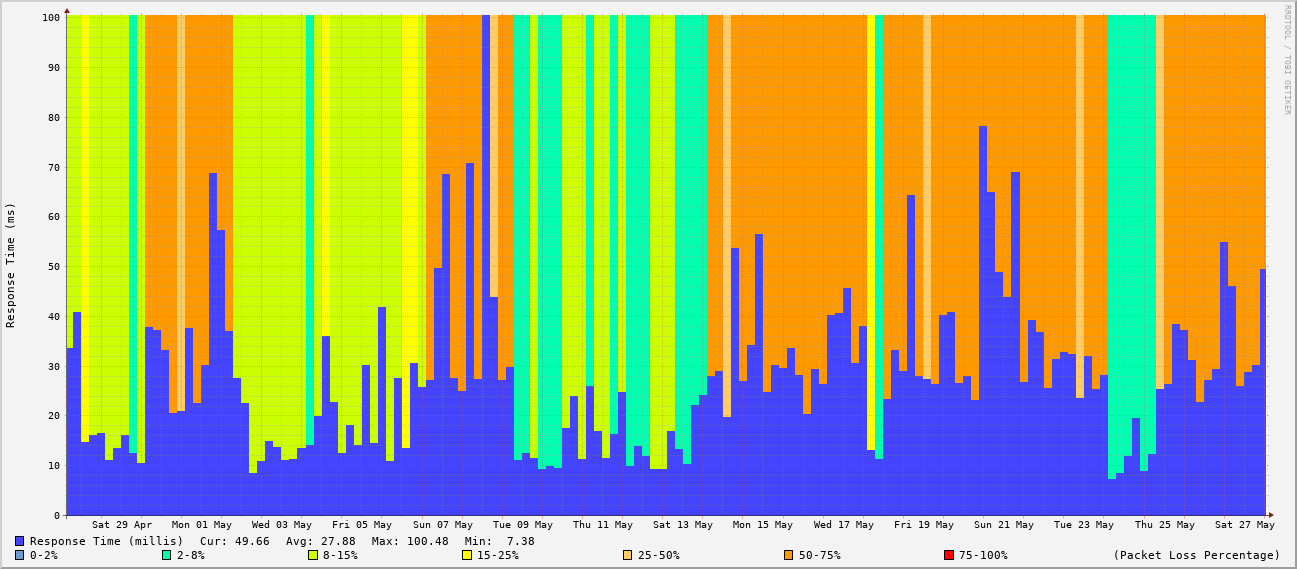 RRDTOOL / TOBI OETIKER
Response Time (ms)
100
90
80
70
60
50
40
30
20
10
0
Sat 29 Apr Mon 01 May Wed 03 May Fri 05 May Sun 07 May Tue 09 May Thu 11 May Sat 13 May Mon 15 May Wed 17 May Fri 19 May Sun 21 May Tue 23 May Thu 25 May Sat 27 May
Response Time (millis) Cur: 49.66 Avg: 27.88 Max: 100.48 Min: 7.38
0-2% 2-8% 8-15% 15-25% 25-50% 50-75% 75-100% (Packet Loss Percentage)